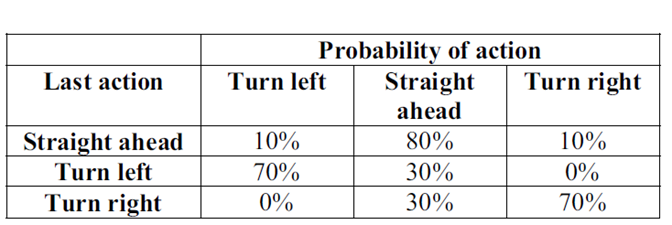 Probability of action
Last action Turn left Straight ahead Turn right
Straight ahead 10% 80% 10%
Turn left 70% 30% 0%
Turn right 0% 30% 70%